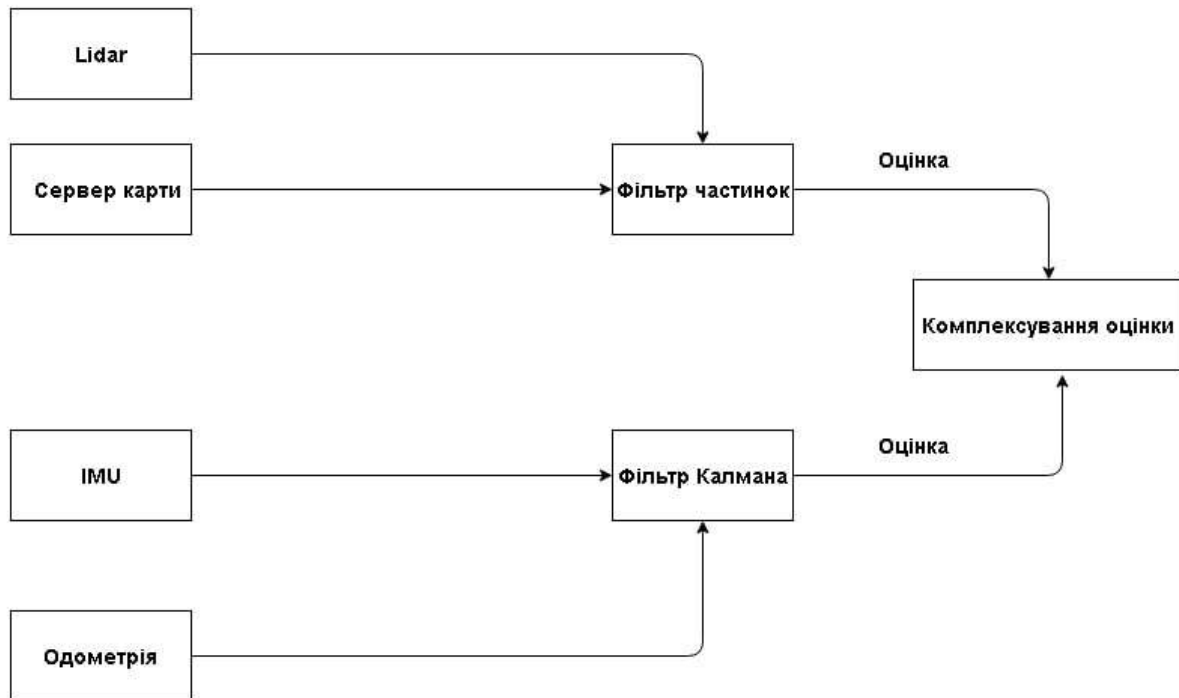 Lidar
Сервер карти
Фільтр частинок
Оцінка
Комплексування оцінки
IMU
Фільтр Калмана
Оцінка
Одометрія